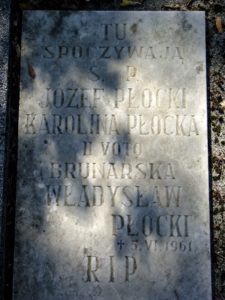 TU
SPOCZYWAJĄ
Ś. P.
JÓZEF PŁOCKI
KAROLINA PŁOCKA
II VOTO
BRUNARSKA
WŁADYSŁAW
PŁOCKI
† 5. VI. 1961.
RIP